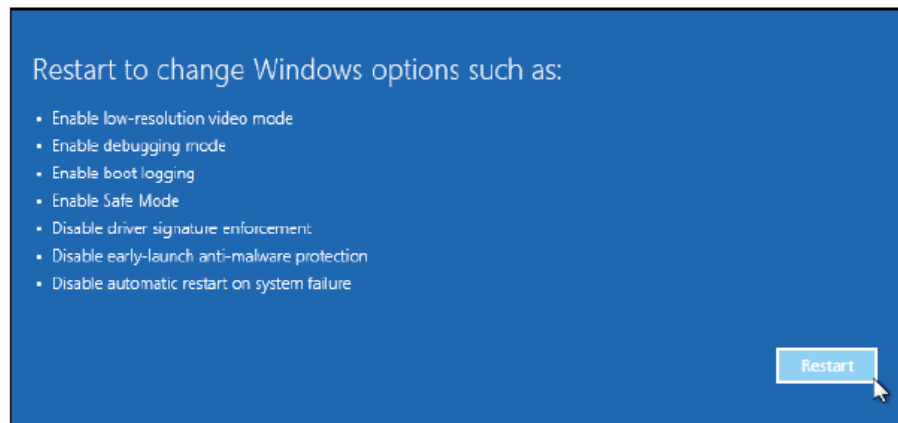 Restart to change Windows options such as:
• Enable low-resolution video mode
• Enable debugging mode
• Enable boot logging
• Enable Safe Mode
• Disable driver signature enforcement
• Disable early-launch anti-malware protection
• Disable automatic restart on system failure
Restart